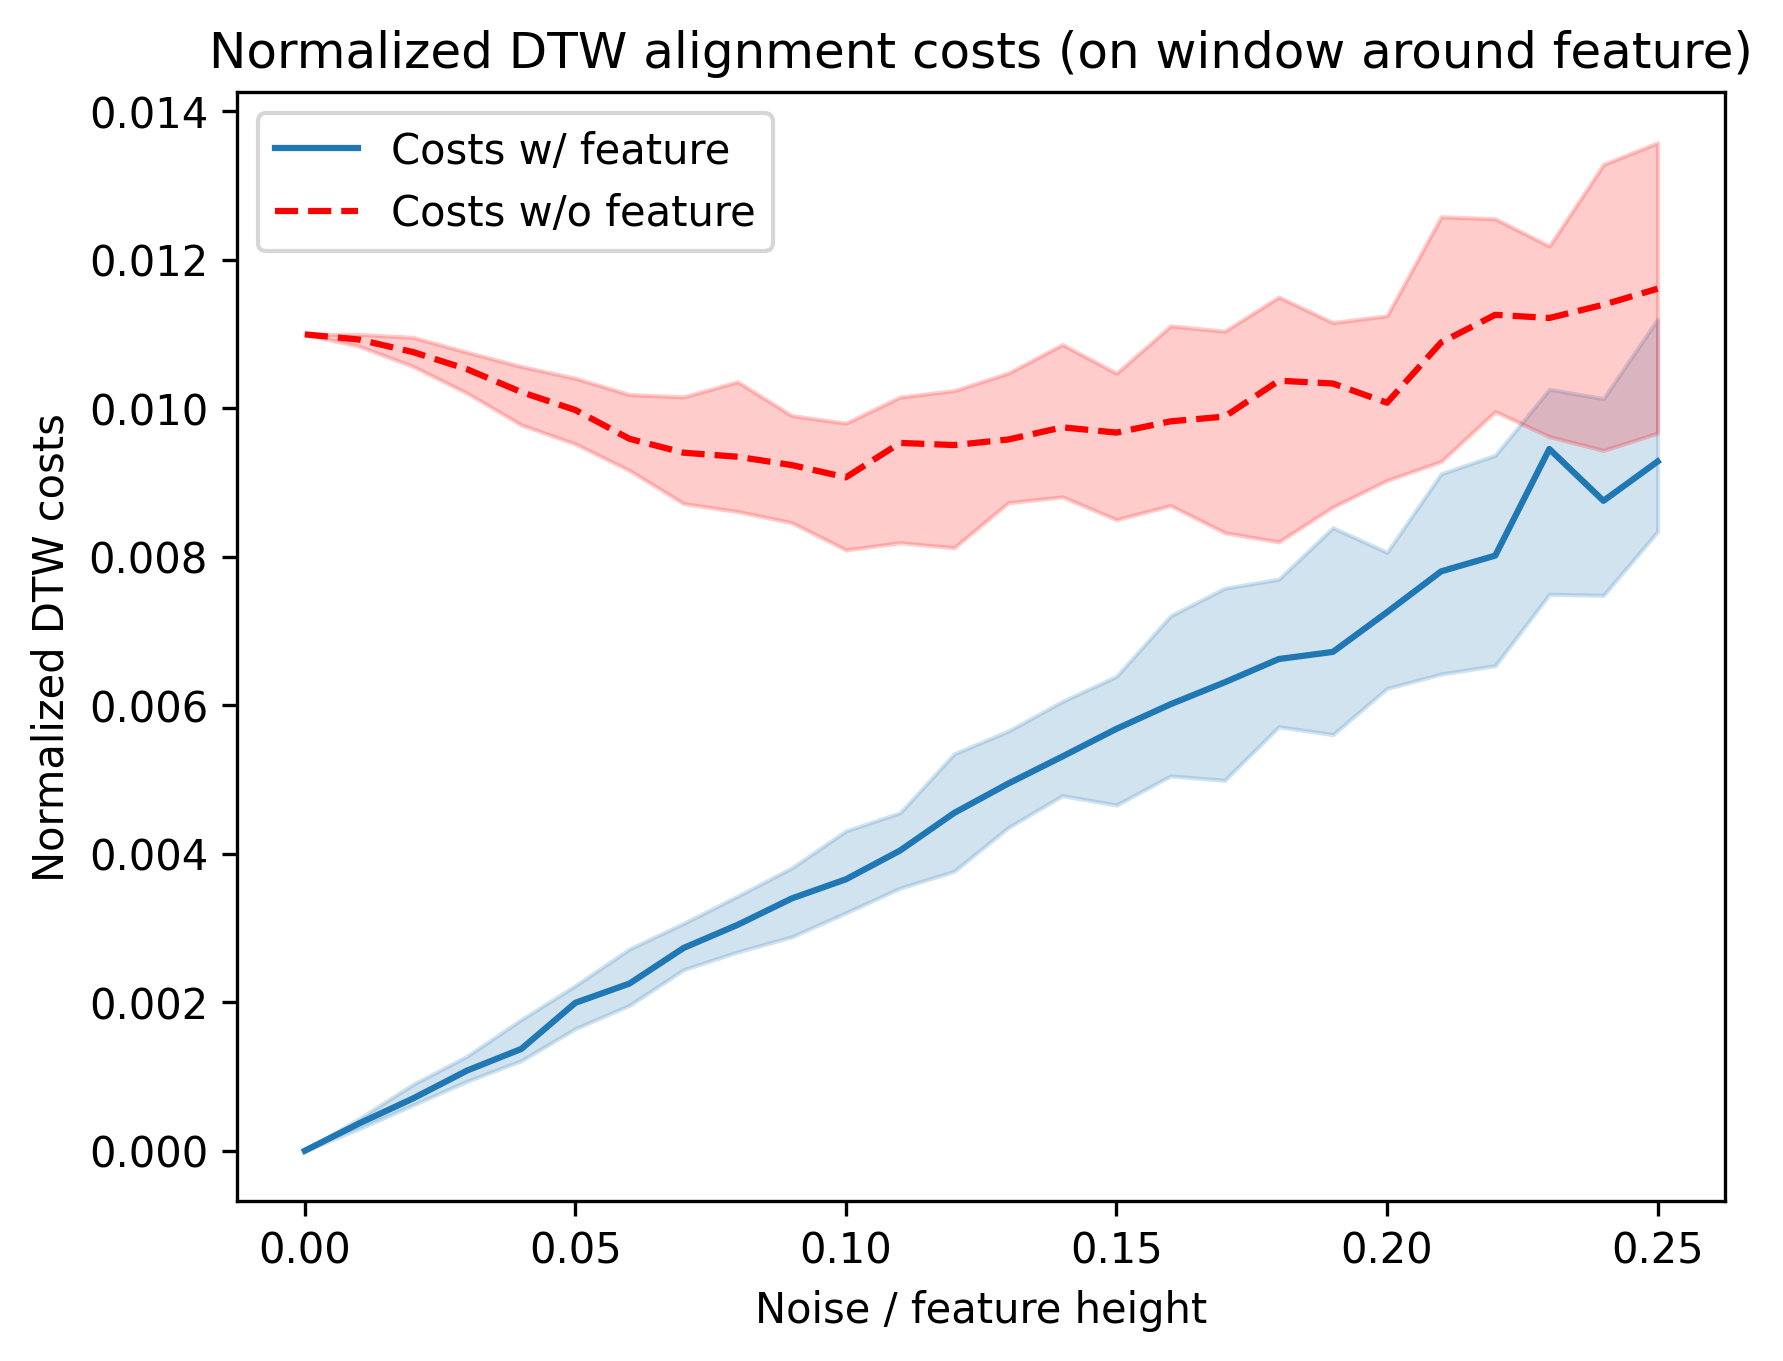 Normalized DTW alignment costs (on window around feature)
Costs w/ feature
Costs w/o feature
Normalized DTW costs
0.014
0.012
0.010
0.008
0.006
0.004
0.002
0.000
0.00 0.05 0.10 0.15 0.20 0.25
Noise / feature height